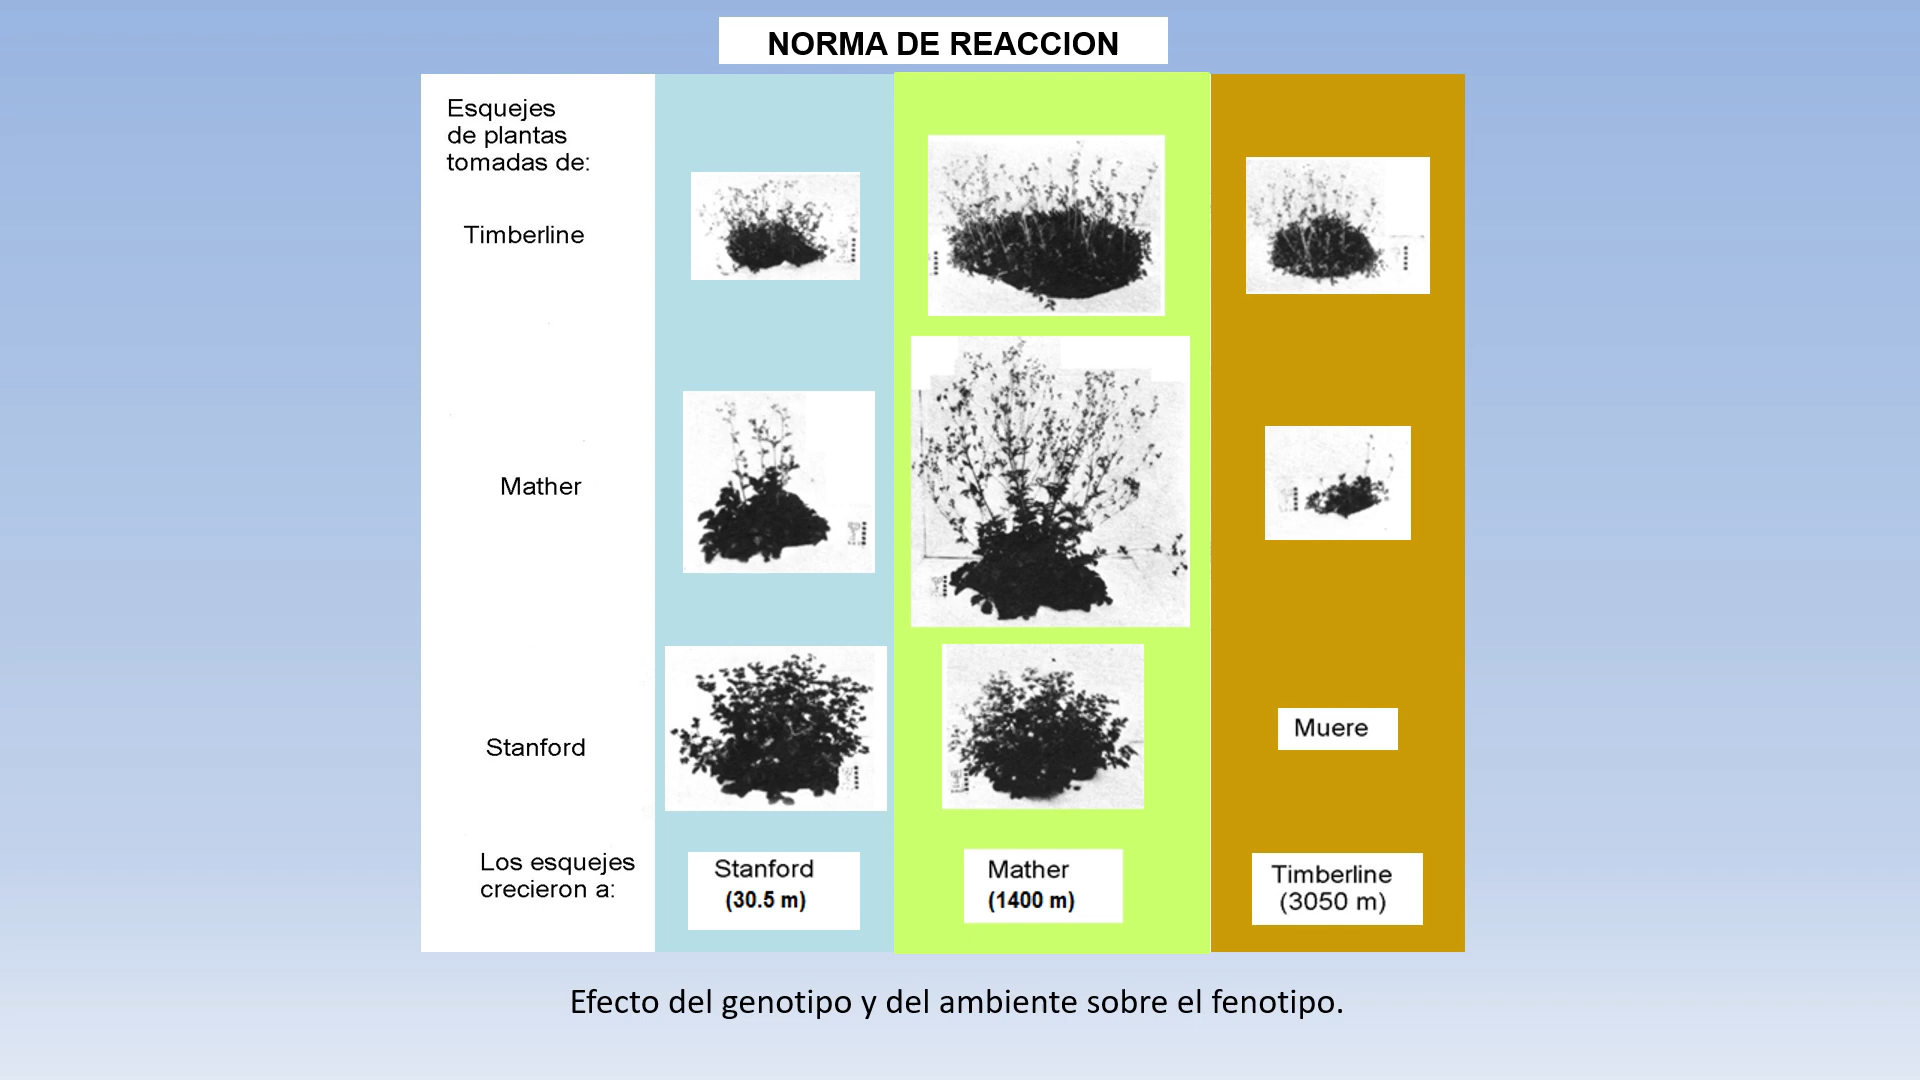 NORMA DE REACCION
Esquejes
de plantas
tomadas de:
Timberline
Mather
Stanford
Muere
Los esquejes
crecieron a:
Stanford
(30.5 m)
Mather
(1400 m)
Timberline
(3050 m)
Efecto del genotipo y del ambiente sobre el fenotipo.